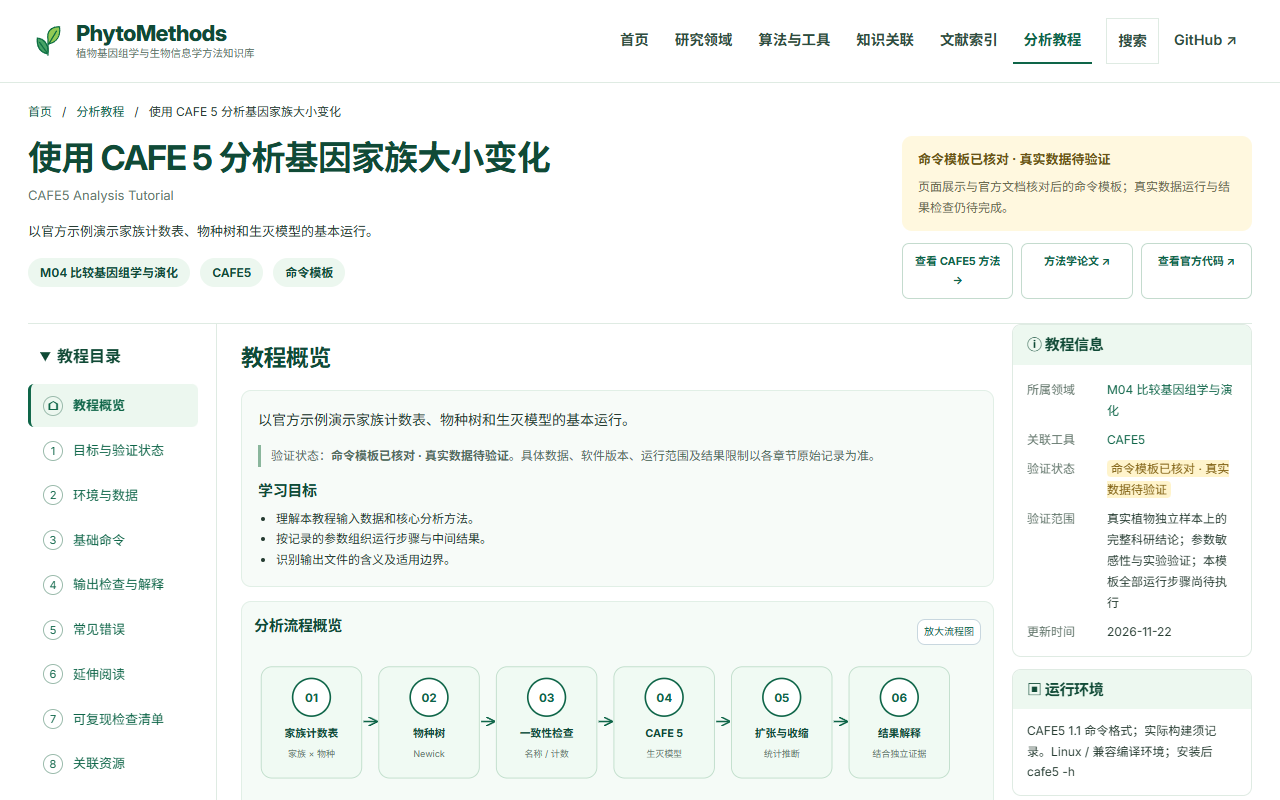 PhytoMethods
植物基因组学与生物信息学方法知识库
首页 研究领域 算法与工具 知识关联 文献索引 分析教程 搜索 GitHub ↗
首页 / 分析教程 / 使用 CAFE 5 分析基因家族大小变化
使用 CAFE 5 分析基因家族大小变化
CAFE5 Analysis Tutorial
以官方示例演示家族计数表、物种树和生灭模型的基本运行。
M04 比较基因组学与演化 CAFE5 命令模板
命令模板已核对 · 真实数据待验证
页面展示与官方文档核对后的命令模板；真实数据运行与结
果检查仍待完成。
查看 CAFE5 方法
→
方法学论文 ↗
查看官方代码 ↗
▼ 教程目录
教程概览
1 目标与验证状态
2 环境与数据
3 基础命令
4 输出检查与解释
5 常见错误
6 延伸阅读
7 可复现检查清单
8 关联资源
教程概览
以官方示例演示家族计数表、物种树和生灭模型的基本运行。
验证状态：命令模板已核对 · 真实数据待验证。具体数据、软件版本、运行范围及结果限制以各章节原始记录为准。
学习目标
• 理解本教程输入数据和核心分析方法。
• 按记录的参数组织运行步骤与中间结果。
• 识别输出文件的含义及适用边界。
分析流程概览
放大流程图
01 → 02 → 03 → 04 → 05 → 06
家族计数表 物种树 一致性检查 CAFE 5 扩张与收缩 结果解释
家族 × 物种 Newick 名称 / 计数 生灭模型 统计推断 结合独立证据
ⓘ 教程信息
所属领域 M04 比较基因组学与演
化
关联工具 CAFE5
验证状态 命令模板已核对 · 真实
数据待验证
验证范围 真实植物独立样本上的
完整科研结论；参数敏
感性与实验验证；本模
板全部运行步骤尚待执
行
更新时间 2026-11-22
▣ 运行环境
CAFE5 1.1 命令格式；实际构建须记
录。Linux / 兼容编译环境；安装后
cafe5 -h